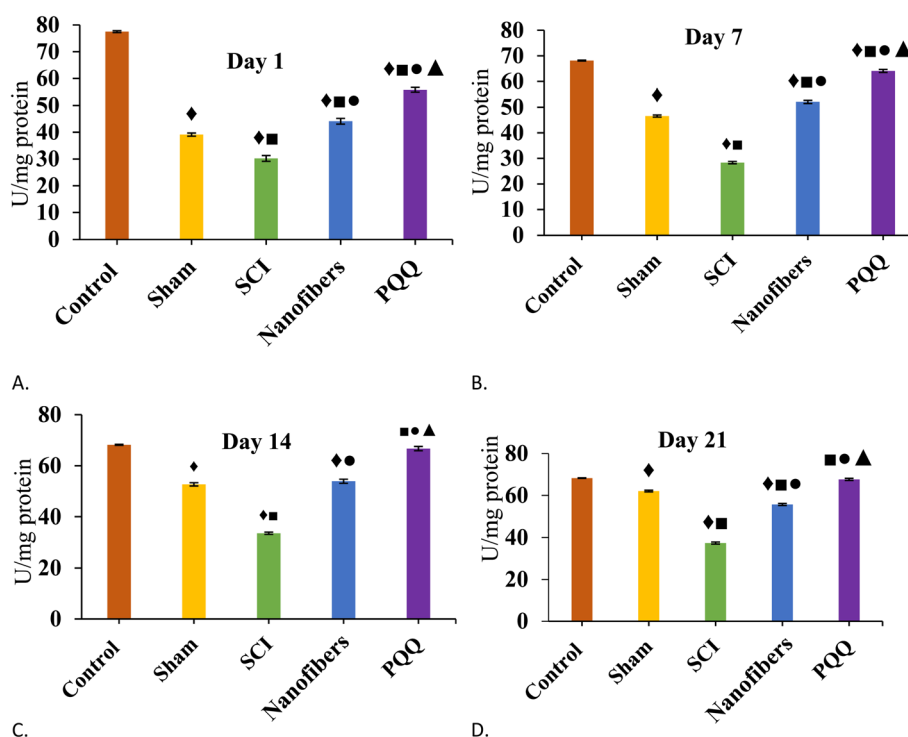 U/mg protein
80
70
60
50
40
30
20
10
0
Day 1
♦
♦■
♦■●
♦■●▲
Control
Sham
SCI
Nanofibers
PQQ
A.
U/mg protein
80
70
60
50
40
30
20
10
0
Day 7
♦
♦■
♦■●
♦■●▲
Control
Sham
SCI
Nanofibers
PQQ
B.
U/mg protein
80
60
40
20
0
Day 14
♦
♦■
♦●
■●▲
Control
Sham
SCI
Nanofibers
PQQ
C.
U/mg protein
80
60
40
20
0
Day 21
♦
♦■
♦■●
■●▲
Control
Sham
SCI
Nanofibers
PQQ
D.